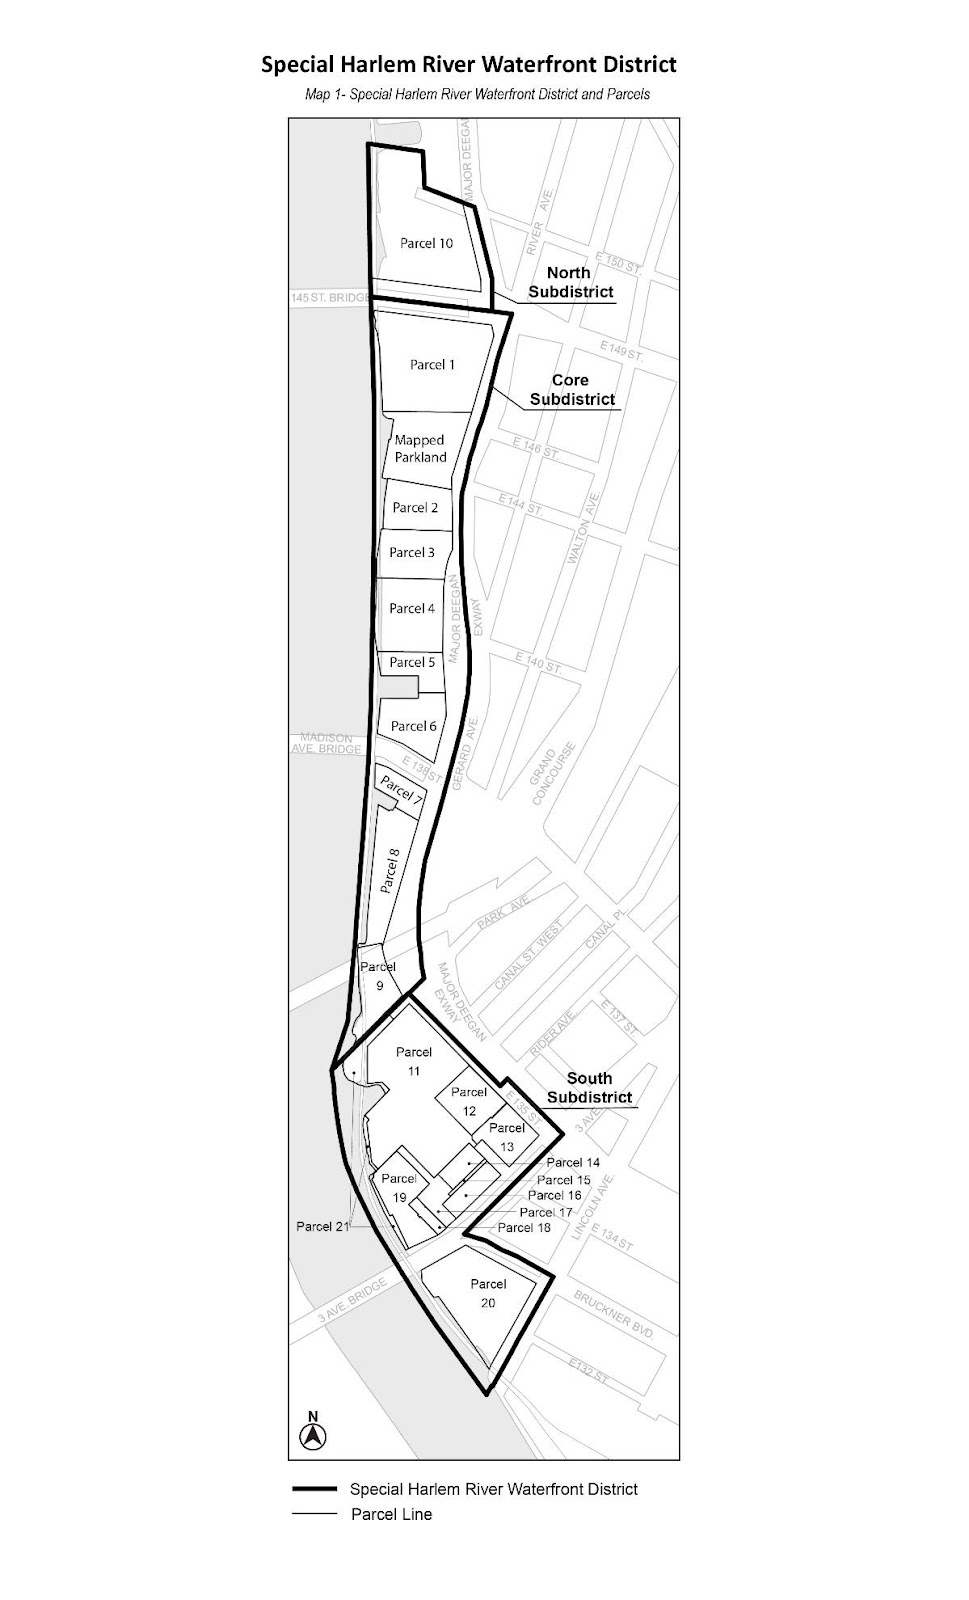 Special Harlem River Waterfront District
Map 1- Special Harlem River Waterfront District and Parcels
MAJOR DEEGAN
RIVER AVE.
E 150 ST.
Parcel 10
North
Subdistrict
145 ST. BRIDGE
E 149 ST.
Parcel 1
Core
Subdistrict
Mapped
Parkland
E 146 ST.
Parcel 2
E 144 ST.
WALTON AVE.
Parcel 3
Parcel 4
MAJOR DEEGAN
EXWAY
Parcel 5
E 140 ST.
Parcel 6
MADISON
AVE. BRIDGE
E 138 ST
GERARD AVE.
GRAND
CONCOURSE
Parcel 7
Parcel 8
PARK AVE.
CANAL ST. WEST
CANAL PL
Parcel
9
MAJOR DEEGAN
EXWAY
RIDER AVE.
E 137 ST
Parcel
11
South
Subdistrict
Parcel
12
E 135 ST.
3 AVE.
Parcel
13
Parcel 14
Parcel 15
Parcel
19
Parcel 16
Parcel 17
Parcel 18
Parcel 21
LINCOLN AVE.
E 134 ST
Parcel
20
3 AVE. BRIDGE
BRUCKNER BVD.
E132 ST.
N
Special Harlem River Waterfront District
Parcel Line